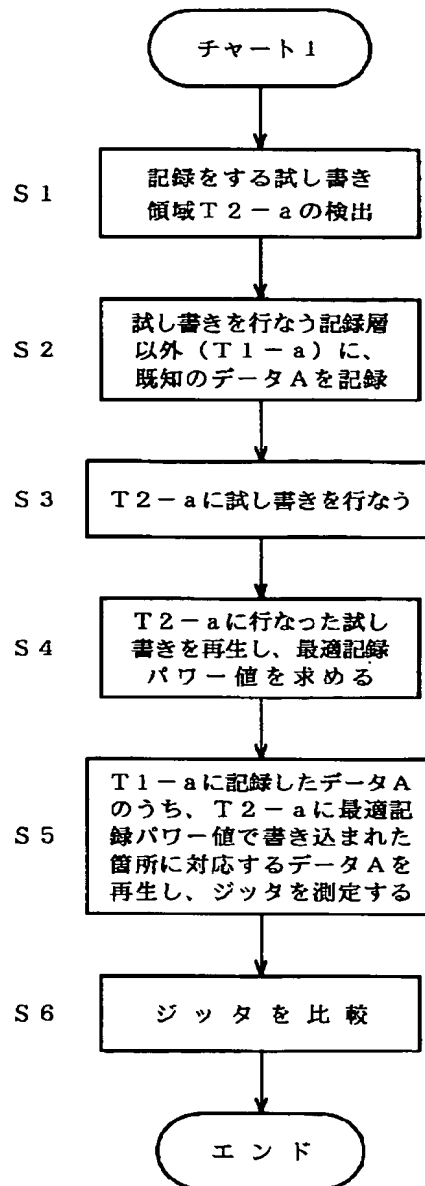 チャート1
S1
記録をする試し書き
領域T2-aの検出
S2
試し書きを行なう記録層
以外(T1-a)に、
既知のデータAを記録
S3
T2-aに試し書きを行なう
S4
T2-aに行なった試し
書きを再生し、最適記録
パワー値を求める
S5
T1-aに記録したデータA
のうち、T2-aに最適記
録パワー値で書き込まれた
箇所に対応するデータAを
再生し、ジッタを測定する
S6
ジッタを比較
エンド